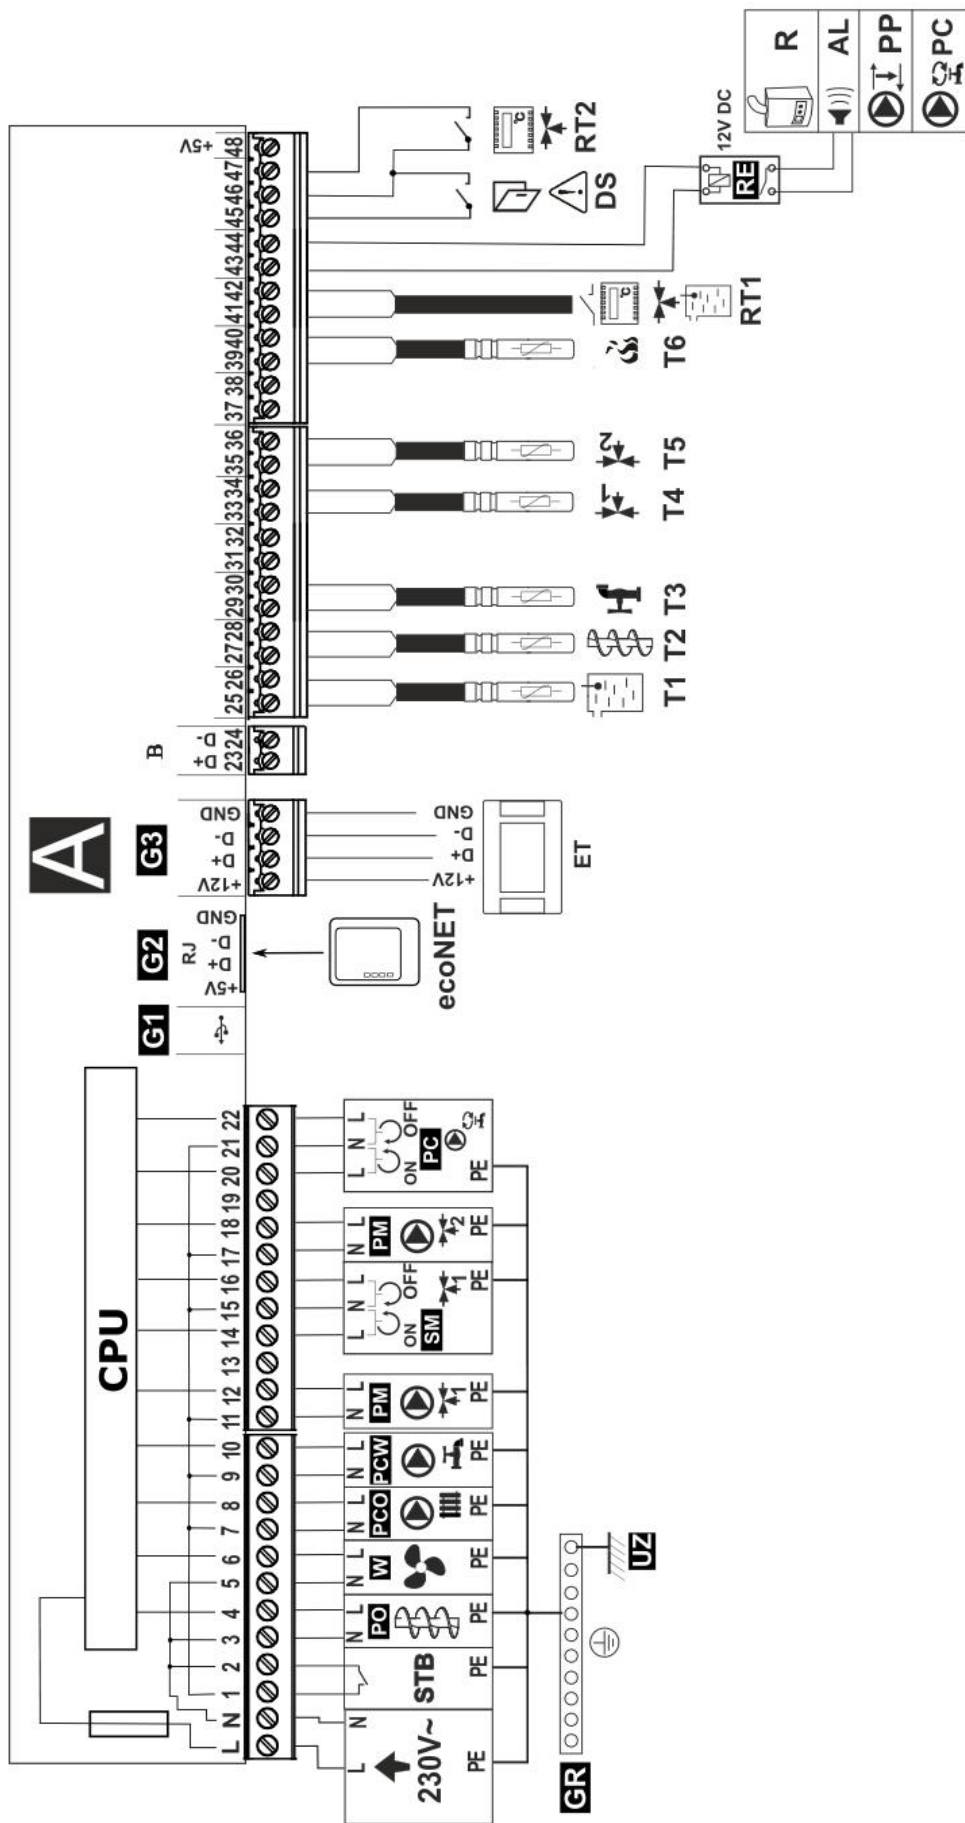 A
CPU
G1 G2 G3 B
RJ
+5V D+ D- GND
+12V D+ D- GND
D+ D-
+5V
L N 1 2 3 4 5 6 7 8 9 10 11 12 13 14 15 16 17 18 19 20 21 22
23 24
25 26 27 28 29 30 31 32 33 34 35 36 37 38 39 40 41 42 43 44 45 46 47 48
L N
230V~
PE
STB
PE
N L
PO
PE
N L
W
PE
N L
PCO
PE
N L
PCW
PE
N L
PM
1
PE
L N L
ON OFF
SM
1
PE
N L
PM
2
PE
L N L
ON OFF
PC
PE
GR
UZ
ecoNET
+12V D+ D- GND
ET
T1
T2
T3
1
T4
2
T5
T6
°C
RT1
DS
°C
RT2
12V DC
RE
R
AL
PP
PC